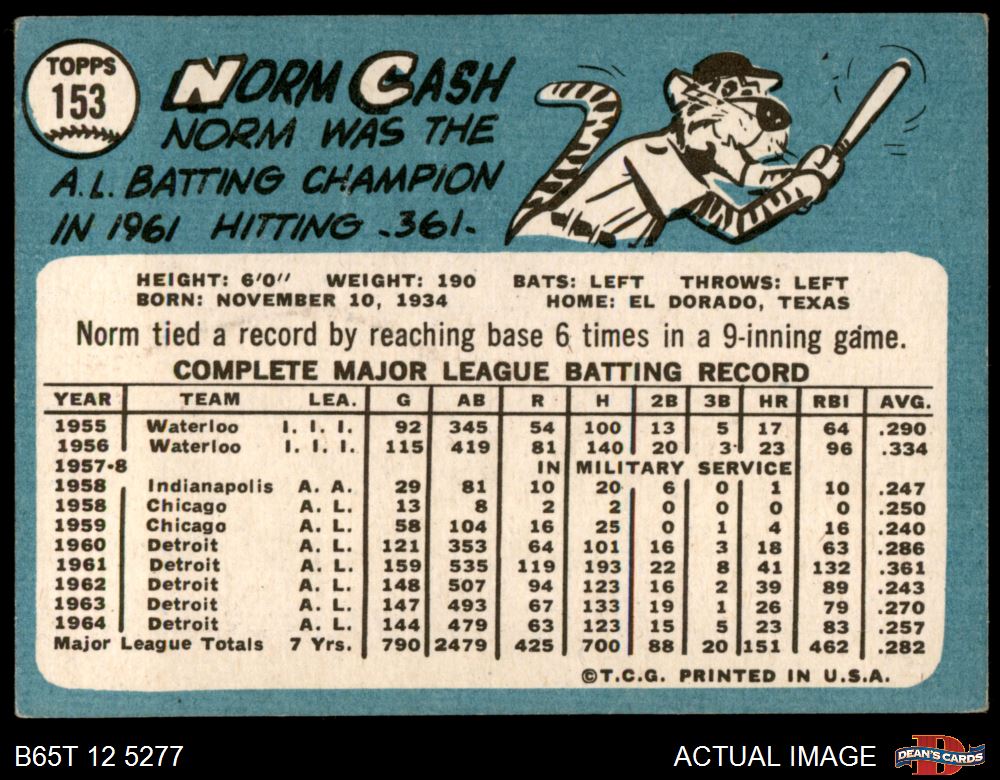 TOPPS
153
NORM CASH
NORM WAS THE
A.L. BATTING CHAMPION
IN 1961 HITTING .361.
HEIGHT: 6'0" WEIGHT: 190 BATS: LEFT THROWS: LEFT
BORN: NOVEMBER 10, 1934 HOME: EL DORADO, TEXAS
Norm tied a record by reaching base 6 times in a 9-inning game.
COMPLETE MAJOR LEAGUE BATTING RECORD
YEAR TEAM LEA. G AB R H 2B 3B HR RBI AVG.
1955 Waterloo I. I. I. 92 345 54 100 13 5 17 64 .290
1956 Waterloo I. I. I. 115 419 81 140 20 3 23 96 .334
1957-8 IN MILITARY SERVICE
1958 Indianapolis A. A. 29 81 10 20 6 0 1 10 .247
1958 Chicago A. L. 13 8 2 2 0 0 0 0 .250
1959 Chicago A. L. 58 104 16 25 0 1 4 16 .240
1960 Detroit A. L. 121 353 64 101 16 3 18 63 .286
1961 Detroit A. L. 159 535 119 193 22 8 41 132 .361
1962 Detroit A. L. 148 507 94 123 16 2 39 89 .243
1963 Detroit A. L. 147 493 67 133 19 1 26 79 .270
1964 Detroit A. L. 144 479 63 123 15 5 23 83 .257
Major League Totals 7 Yrs. 790 2479 425 700 88 20 151 462 .282
©T.C.G. PRINTED IN U.S.A.
B65T 12 5277 ACTUAL IMAGE DEAN'S CARDS